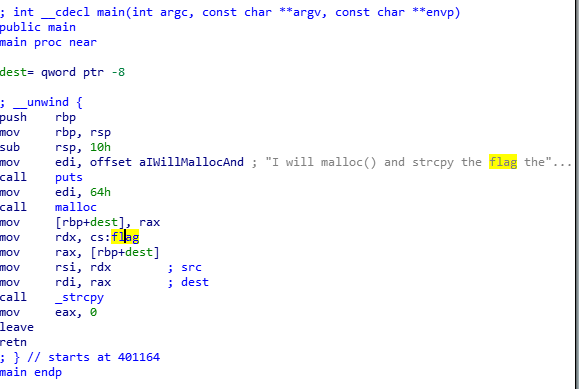 ; int __cdecl main(int argc, const char **argv, const char **envp)
public main
main proc near
dest= qword ptr -8
; __unwind {
push rbp
mov rbp, rsp
sub rsp, 10h
mov edi, offset aIWillMallocAnd ; "I will malloc() and strcpy the flag the"...
call puts
mov edi, 64h
call malloc
mov [rbp+dest], rax
mov rdx, cs:flag
mov rax, [rbp+dest]
mov rsi, rdx ; src
mov rdi, rax ; dest
call _strcpy
mov eax, 0
leave
retn
; } // starts at 401164
main endp